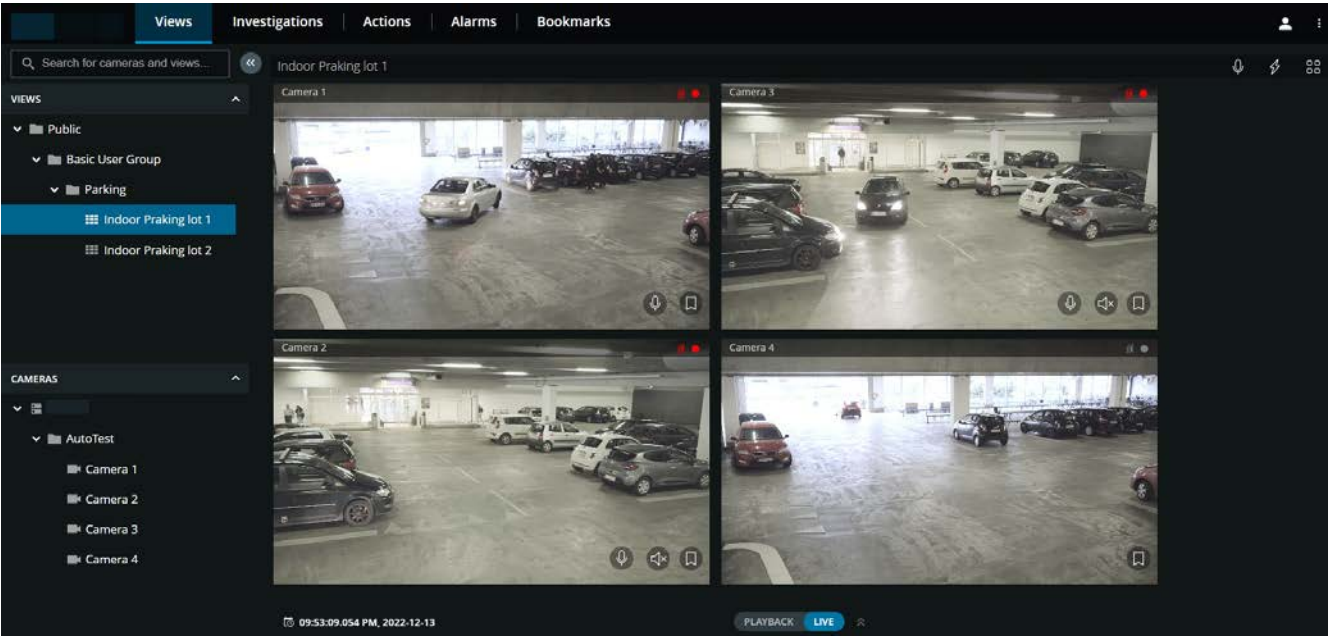 Views Investigations Actions Alarms Bookmarks
Search for cameras and views...
Indoor Praking lot 1
VIEWS
Public
Basic User Group
Parking
Indoor Praking lot 1
Indoor Praking lot 2
CAMERAS
AutoTest
Camera 1
Camera 2
Camera 3
Camera 4
Camera 1
Camera 3
Camera 2
Camera 4
09:53:09.054 PM, 2022-12-13
PLAYBACK LIVE